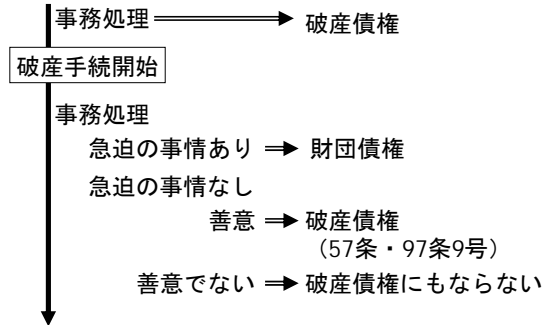 事務処理 ⟹ 破産債権
破産手続開始
事務処理
急迫の事情あり ⟹ 財団債権
急迫の事情なし
善意 ⟹ 破産債権
(57条・97条9号)
善意でない ⟹ 破産債権にもならない